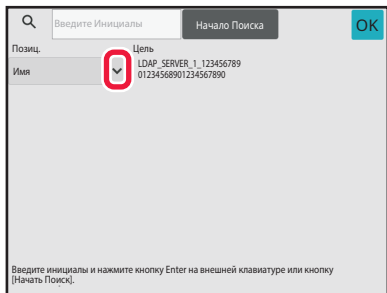 Введите Инициалы
Начало Поиска
OK
Позиц.
Цель
Имя
LDAP_SERVER_1_123456789
01234568901234567890
Введите инициалы и нажмите кнопку Enter на внешней клавиатуре или кнопку
[Начать Поиск].